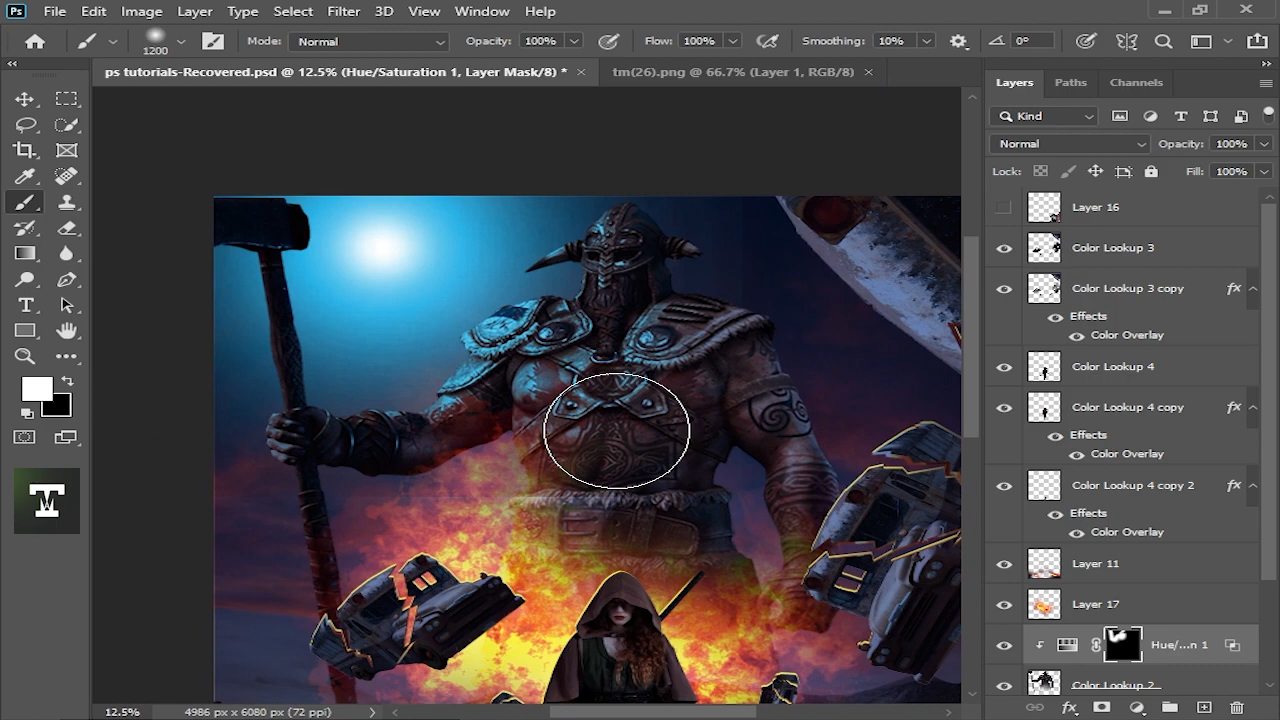 Ps File Edit Image Layer Type Select Filter 3D View Window Help
1200 Mode: Normal Opacity: 100% Flow: 100% Smoothing: 10% 0°
ps tutorials-Recovered.psd @ 12.5% (Hue/Saturation 1, Layer Mask/8) * × tm(26).png @ 66.7% (Layer 1, RGB/8) ×
Layers Paths Channels
Kind
Normal Opacity: 100%
Lock: Fill: 100%
Layer 16
Color Lookup 3
Color Lookup 3 copy fx
Effects
Color Overlay
Color Lookup 4
Color Lookup 4 copy fx
Effects
Color Overlay
Color Lookup 4 copy 2 fx
Effects
Color Overlay
Layer 11
Layer 17
Hue/...n 1
Color Lookup 2
12.5% 4986 px x 6080 px (72 ppi)
fx